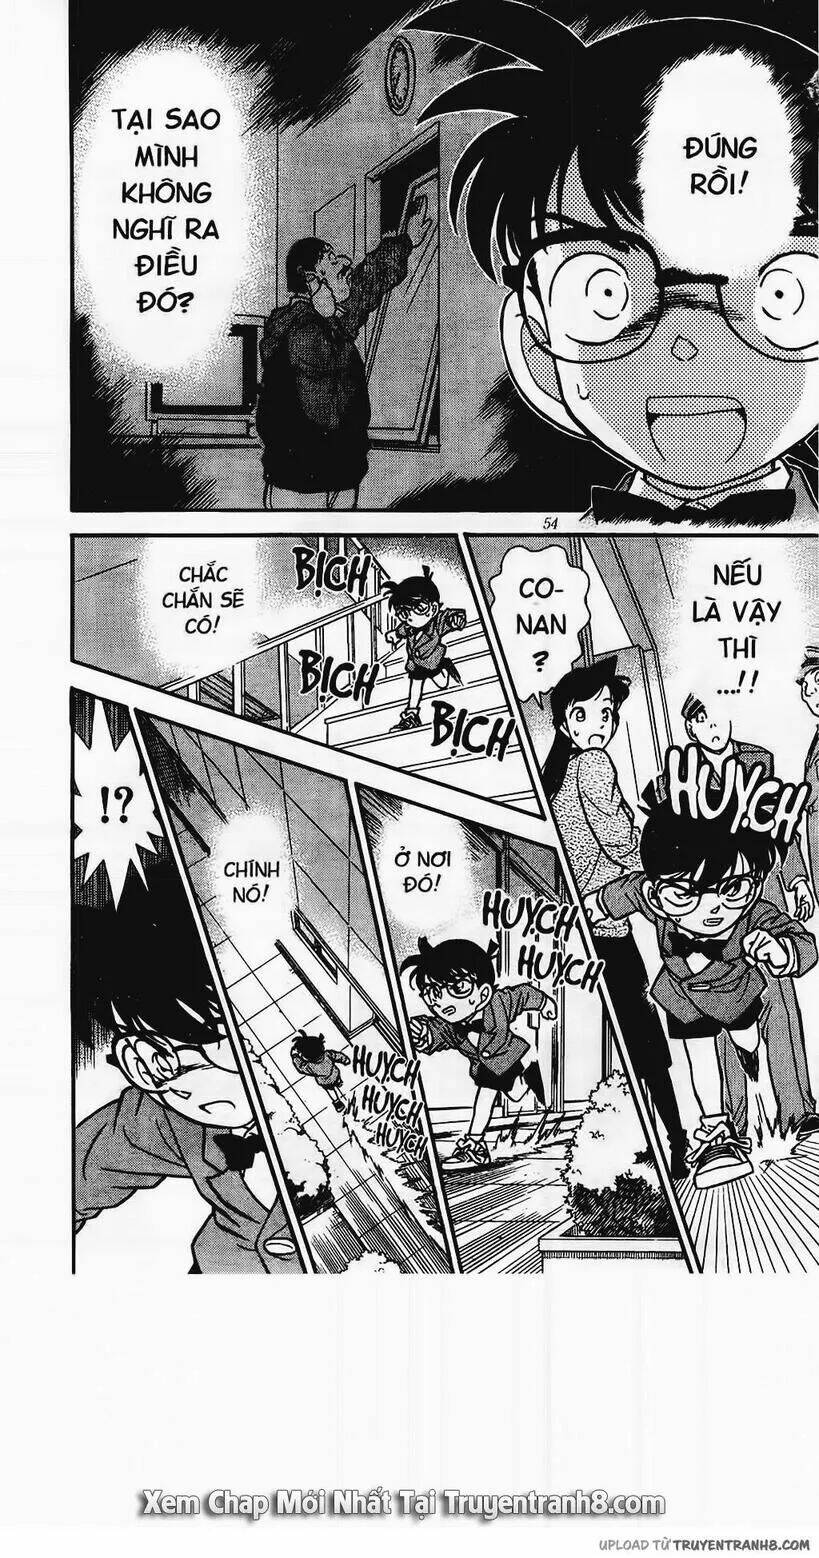 ĐÚNG
RỒI!
TẠI SAO
MÌNH
KHÔNG
NGHĨ RA
ĐIỀU
ĐÓ?
54
NẾU
LÀ VẬY
THÌ
...!!
CO-
NAN
?
HUỴCH
BỊCH
BỊCH
BỊCH
CHẮC
CHẮN SẼ
CÓ!
Ở NƠI
ĐÓ!
HUỴCH
HUỴCH
CHÍNH
NÓ!
HUỴCH
HUỴCH
HUỴCH
!?
Xem Chap Mới Nhất Tại Truyentranh8.com
UPLOAD TỪ TRUYENTRANH8.COM